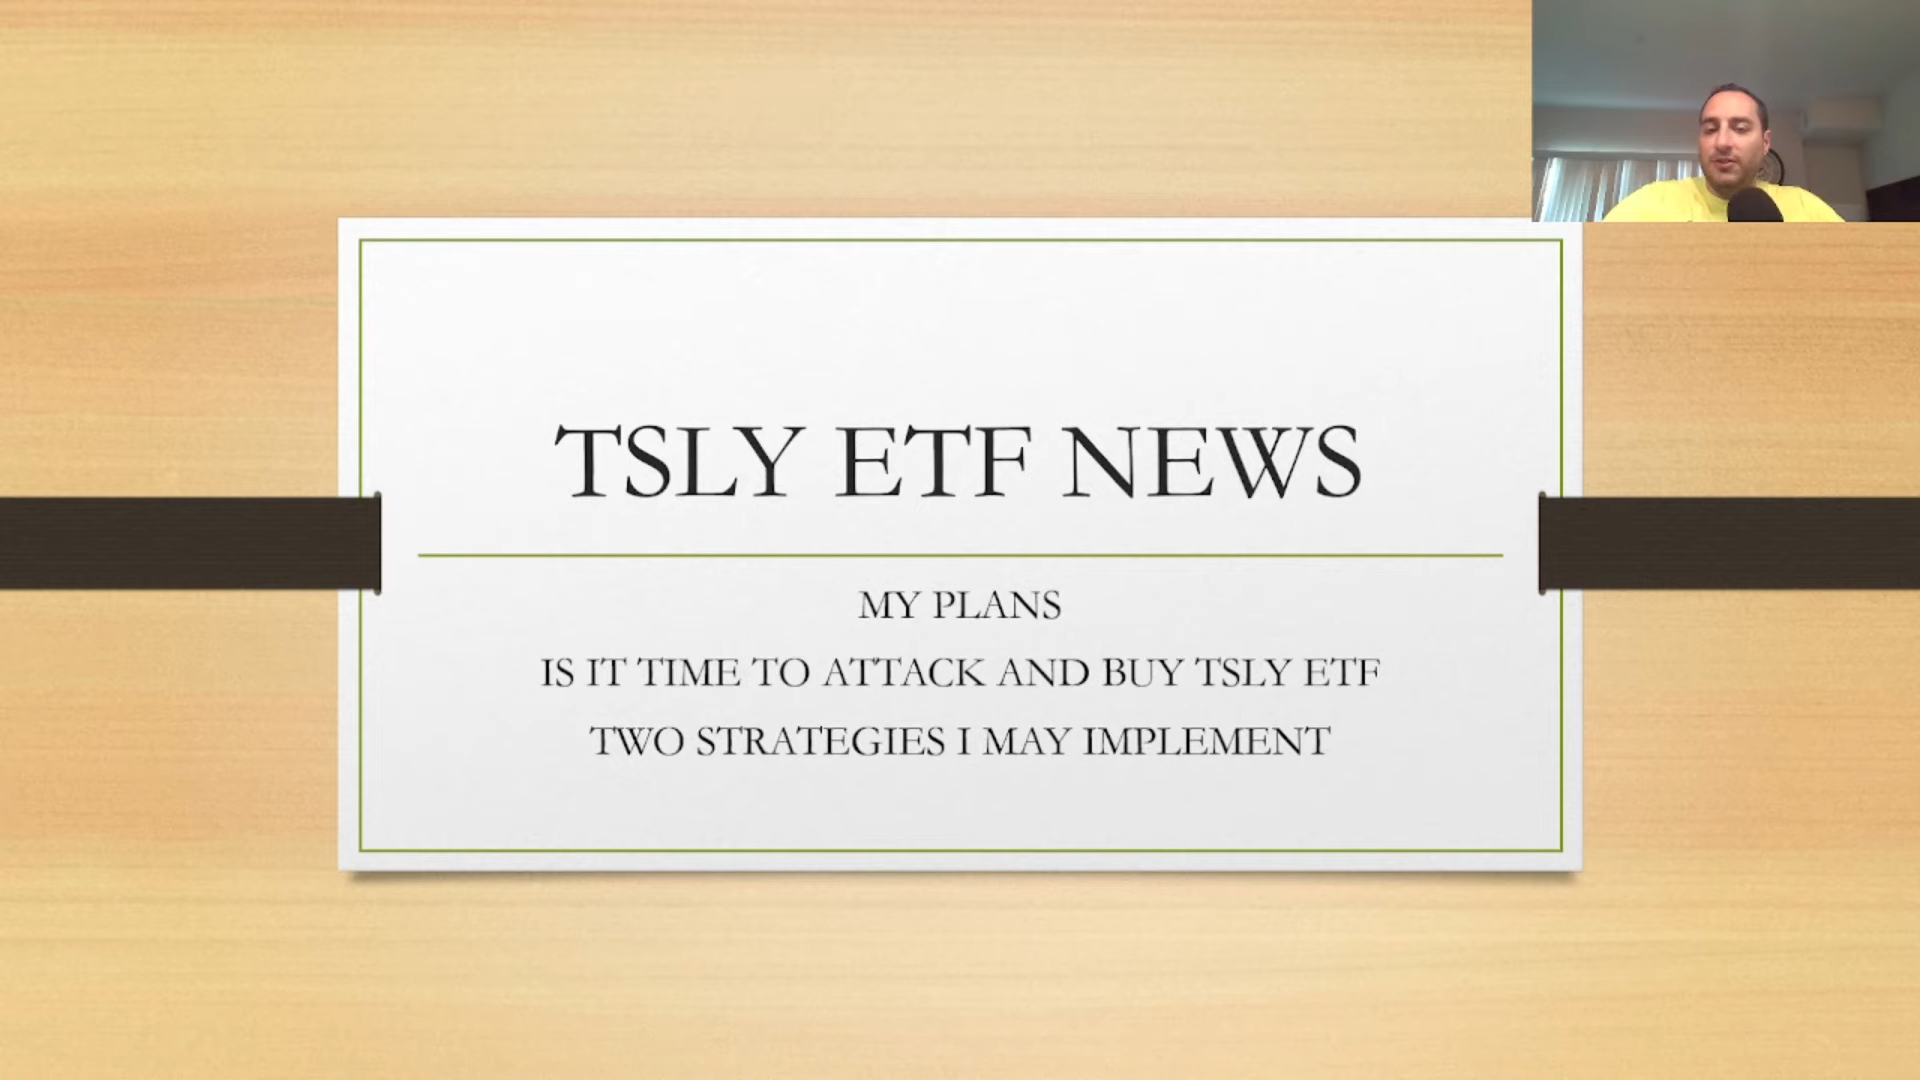 TSLY ETF NEWS
MY PLANS
IS IT TIME TO ATTACK AND BUY TSLY ETF
TWO STRATEGIES I MAY IMPLEMENT